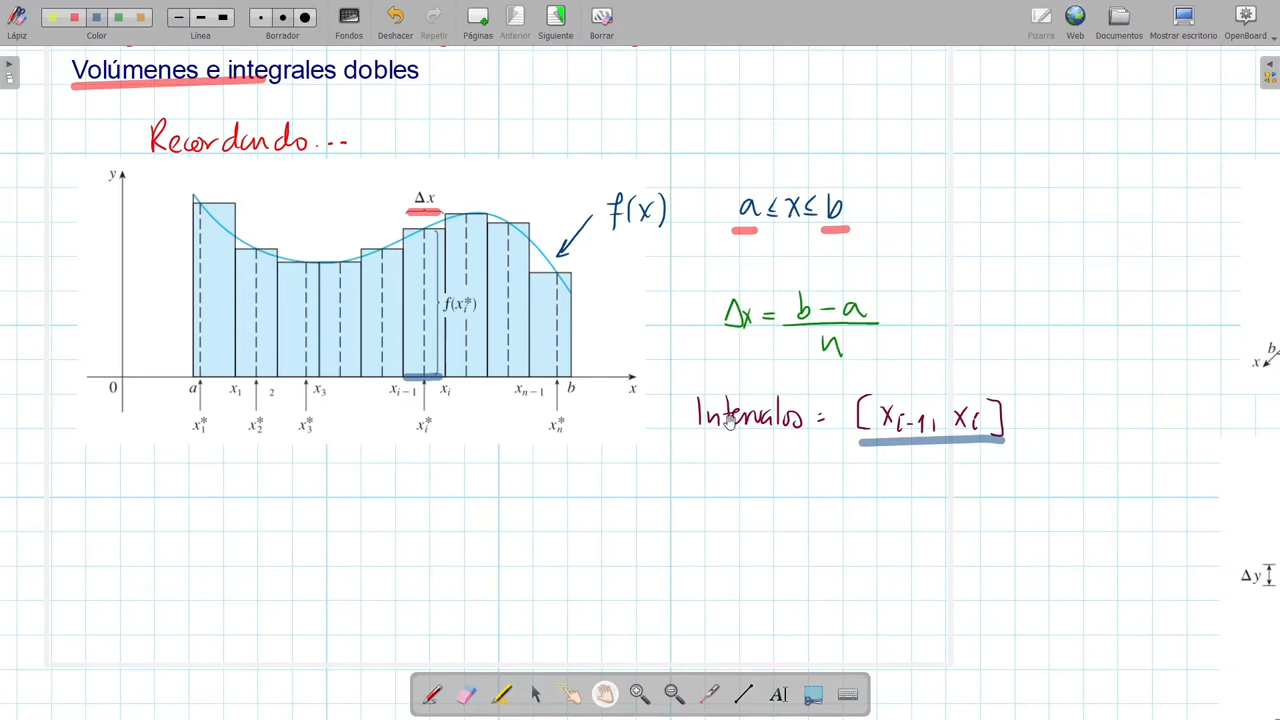 Lápiz Color Línea Borrador Fondos Deshacer Repetir Páginas Anterior Siguiente Borrar Pizarra Web Documentos Mostrar escritorio OpenBoard
Volúmenes e integrales dobles
Recordando...
y
Δx
f(x)
a ≤ x ≤ b
f(xᵢ*)
Δx = b - a / n
0 a x₁ 2 x₃ xᵢ₋₁ xᵢ xₙ₋₁ b x
x₁* x₂* x₃* xᵢ* xₙ*
Intervalos = [xᵢ₋₁, xᵢ]
b
x
Δy